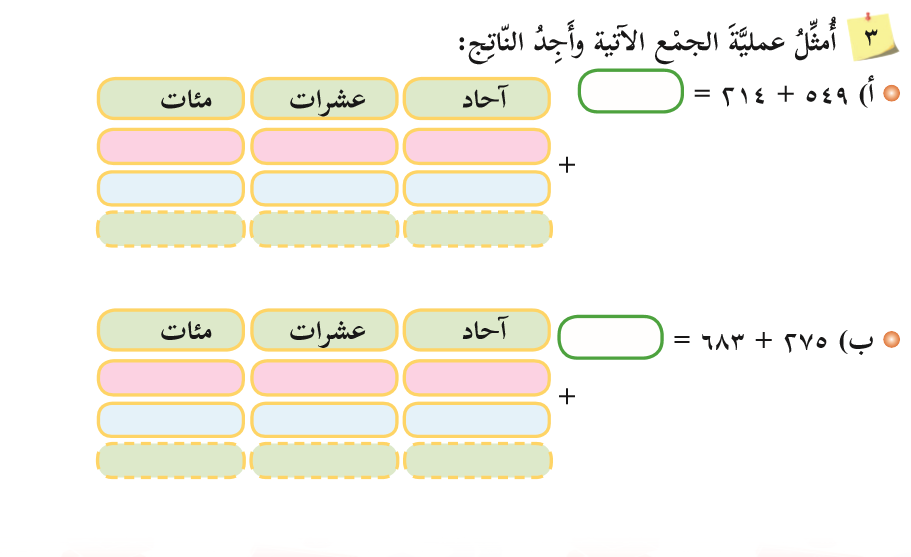 ٣ أُمثِّلُ عمليَّةَ الجمْع الآتية وأَجِدُ النّاتِج:
أ) ٥٤٩ + ٢١٤ =
آحاد عشرات مئات
+
ب) ٢٧٥ + ٦٨٣ =
آحاد عشرات مئات
+